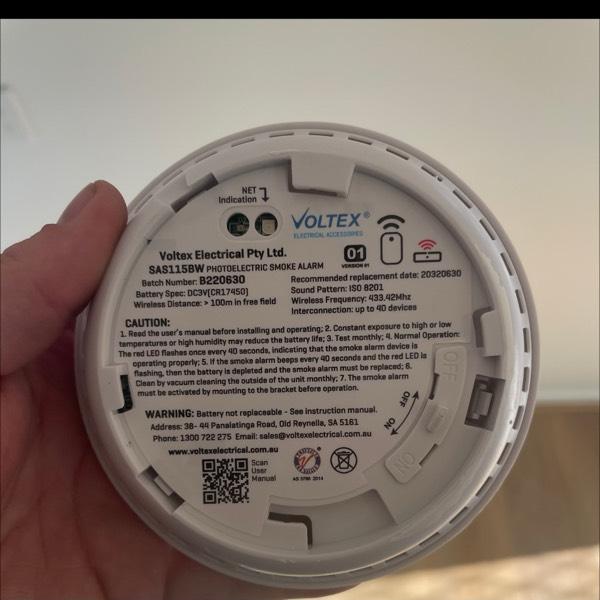 NET
Indication
VOLTEX®
ELECTRICAL ACCESSORIES
Voltex Electrical Pty Ltd.
SAS115BW PHOTOELECTRIC SMOKE ALARM
01
VERSION 01
Batch Number: B220630
Battery Spec: DC3V[CR17450]
Wireless Distance: > 100m in free field
Recommended replacement date: 20320630
Sound Pattern: ISO 8201
Wireless Frequency: 433.42Mhz
Interconnection: up to 40 devices
CAUTION:
1. Read the user's manual before installing and operating; 2. Constant exposure to high or low
temperatures or high humidity may reduce the battery life; 3. Test monthly; 4. Normal Operation:
The red LED flashes once every 40 seconds, indicating that the smoke alarm device is
operating properly; 5. If the smoke alarm beeps every 40 seconds and the red LED is
flashing, then the battery is depleted and the smoke alarm must be replaced; 6.
Clean by vacuum cleaning the outside of the unit monthly; 7. The smoke alarm
must be activated by mounting to the bracket before operation.
OFF
OFF
ON
ON
WARNING: Battery not replaceable - See instruction manual.
Address: 38- 44 Panalatinga Road, Old Reynella, SA 5161
Phone: 1300 722 275 Email: sales@voltexelectrical.com.au
www.voltexelectrical.com.au
Scan
User
Manual
AS 3786 2014